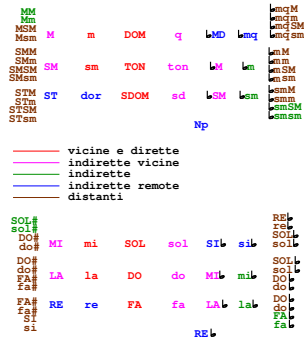 MM
Mm
MSM
Msm
M m DOM q ♭MD ♭mq
♭mqM
♭mqm
♭mqSM
♭mqsm
SMM
SMm
SMSM
SMsm
SM sm TON ton ♭M ♭m
♭mM
♭mm
♭mSM
♭msm
STM
STm
STSM
STsm
ST dor SDOM sd ♭SM ♭sm
♭smM
♭smm
♭smSM
♭smsm
Np
vicine e dirette
indirette vicine
indirette
indirette remote
distanti
SOL#
sol#
DO#
do#
MI mi SOL sol SI♭ si♭
RE♭
re♭
SOL♭
sol♭
DO#
do#
FA#
fa#
LA la DO do MI♭ mi♭
SOL♭
sol♭
DO♭
do♭
FA#
fa#
SI
si
RE re FA fa LA♭ la♭
DO♭
do♭
FA♭
fa♭
RE♭